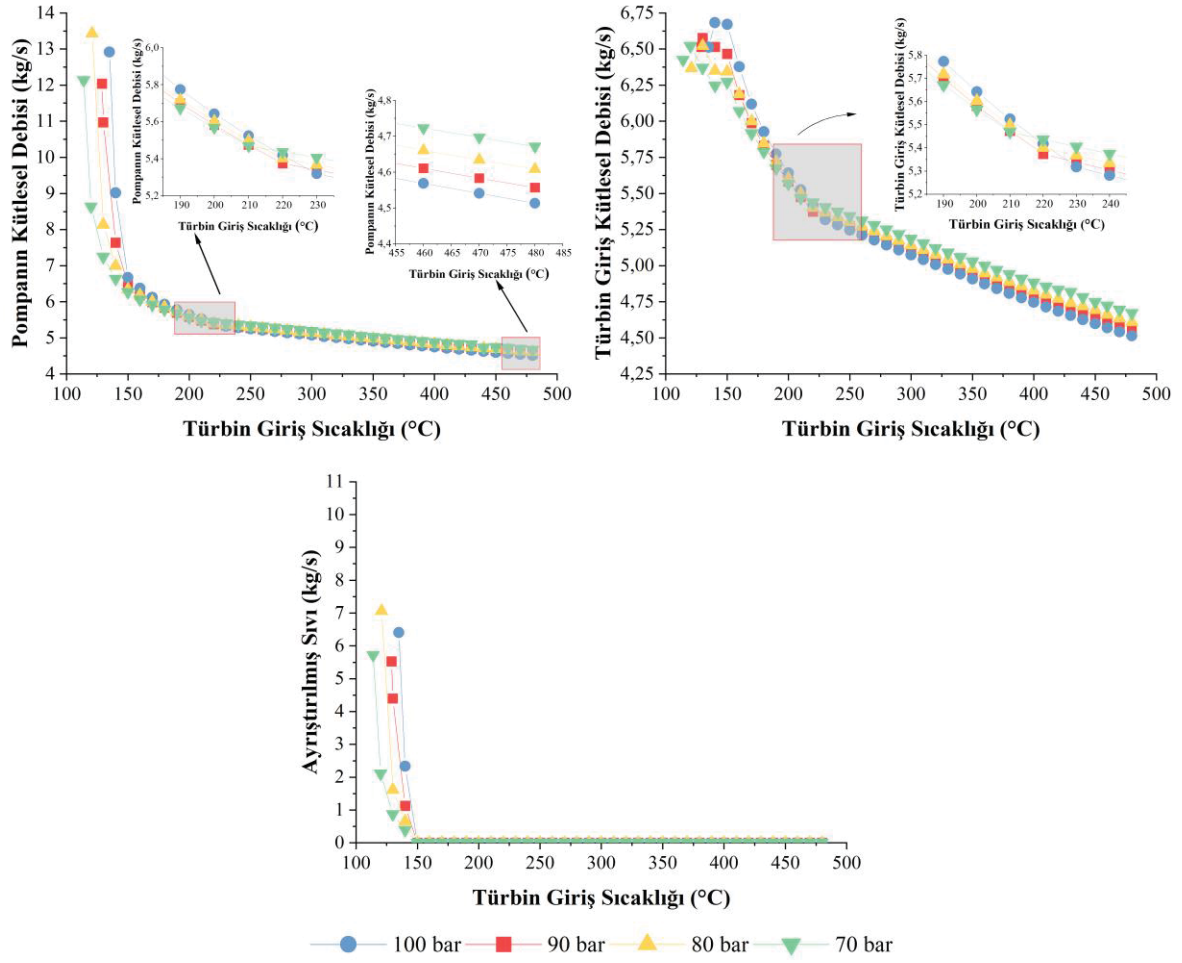 Pompanın Kütlesel Debisi (kg/s)
14
13
12
11
10
9
8
7
6
5
4
100 150 200 250 300 350 400 450 500
Türbin Giriş Sıcaklığı (°C)
Pompanın Kütlesel Debisi (kg/s)
6,0
5,8
5,6
5,4
5,2
190 200 210 220 230
Türbin Giriş Sıcaklığı (°C)
Pompanın Kütlesel Debisi (kg/s)
4,8
4,7
4,6
4,5
4,4
455 460 465 470 475 480 485
Türbin Giriş Sıcaklığı (°C)
Türbin Giriş Kütlesel Debisi (kg/s)
6,75
6,50
6,25
6,00
5,75
5,50
5,25
5,00
4,75
4,50
4,25
100 150 200 250 300 350 400 450 500
Türbin Giriş Sıcaklığı (°C)
Türbin Giriş Kütlesel Debisi (kg/s)
5,8
5,7
5,6
5,5
5,4
5,3
5,2
190 200 210 220 230 240
Türbin Giriş Sıcaklığı (°C)
Ayrıştırılmış Sıvı (kg/s)
11
10
9
8
7
6
5
4
3
2
1
0
100 150 200 250 300 350 400 450 500
Türbin Giriş Sıcaklığı (°C)
100 bar 90 bar 80 bar 70 bar